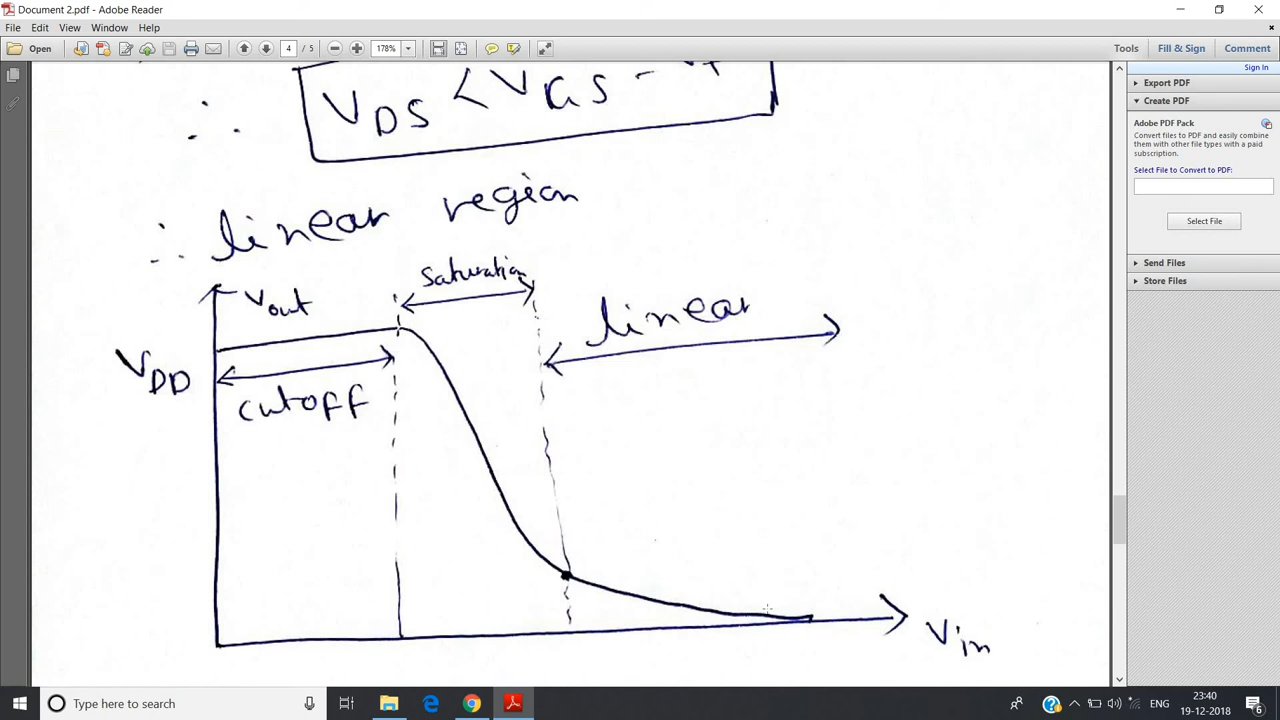 Document 2.pdf - Adobe Reader
File Edit View Window Help
Open 4 / 5 178% Tools Fill & Sign Comment
Sign In
Export PDF
Create PDF
Adobe PDF Pack
Convert files to PDF and easily combine
them with other file types with a paid
subscription.
Select File to Convert to PDF:
Select File
Send Files
Store Files
∴ VDS < VGS - VT
∴ linear region
Saturation
Vout
linear
VDD
cutoff
Vin
Type here to search
ENG
23:40
19-12-2018
6